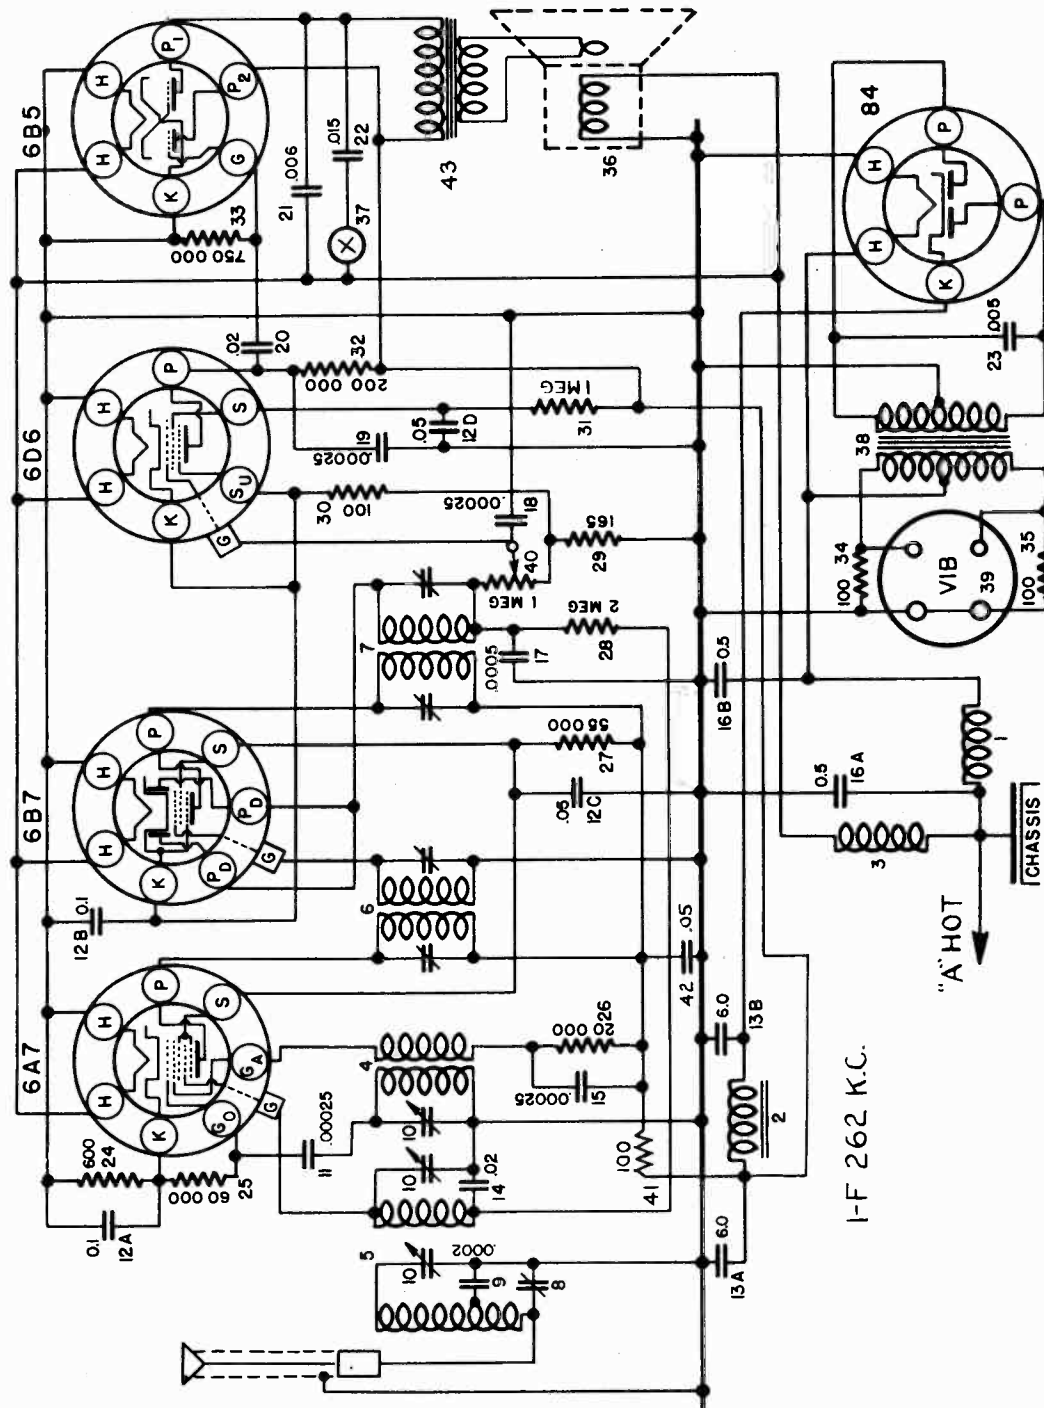 6A7
6B7
6D6
6B5
H
H
K
P
S
GA
GO
G
H
H
K
P
S
PD
PD
G
H
H
K
P
S
SU
G
H
H
K
P1
P2
G
0.1
12A
600
24
60 000
25
12B
0.1
.02
20
750 000
33
21
.006
.015
22
37
X
43
36
11
.00025
4
10
10
14
.02
5
10
9
.0002
8
6
7
.00025
15
20 000
26
100
41
42
.05
.05
12C
55 000
27
.0005
17
2 MEG
28
1 MEG
40
.00025
18
30
100
165
29
.00025
19
.05
12D
200 000
32
1 MEG
31
13A
6.0
2
6.0
13B
16B
0.5
0.5
16A
3
1
"A" HOT
CHASSIS
I-F 262 K.C.
VIB
39
100
34
100
35
38
23
.005
84
H
H
K
P
P